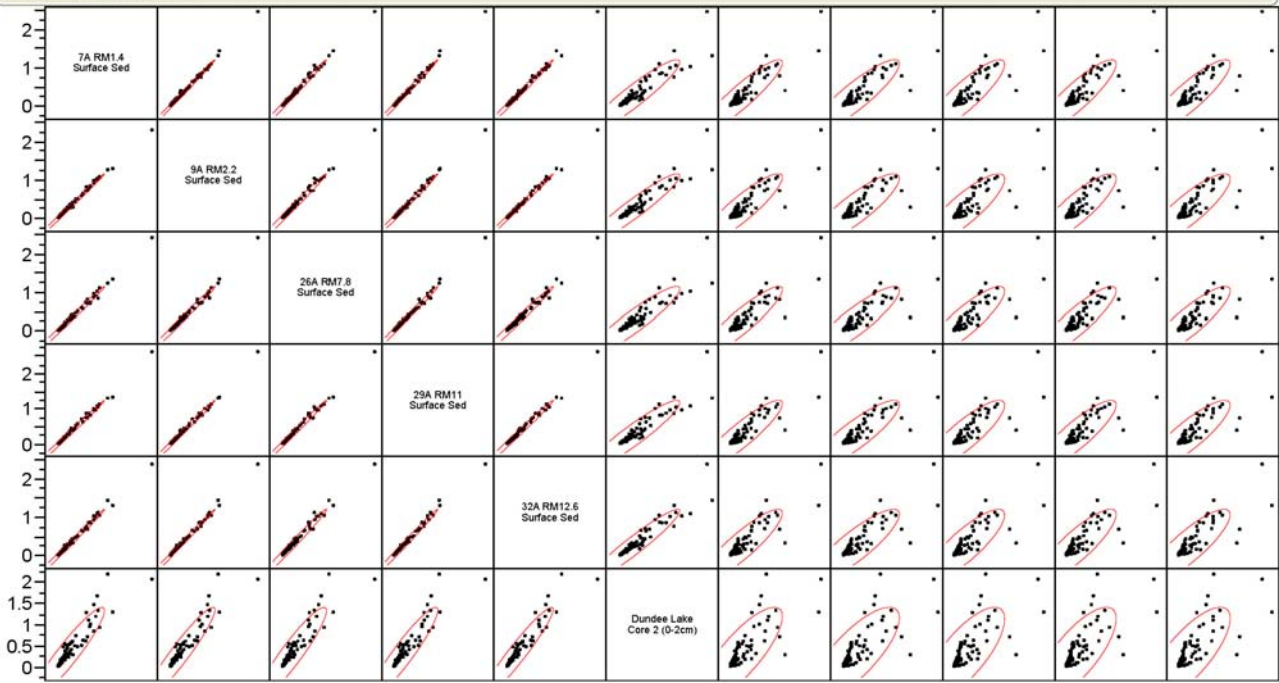 2
1
0
7A RM1.4
Surface Sed
2
1
0
9A RM2.2
Surface Sed
2
1
0
26A RM7.8
Surface Sed
2
1
0
29A RM11
Surface Sed
2
1
0
32A RM12.6
Surface Sed
2
1.5
0.5
0
Dundee Lake
Core 2 (0-2cm)